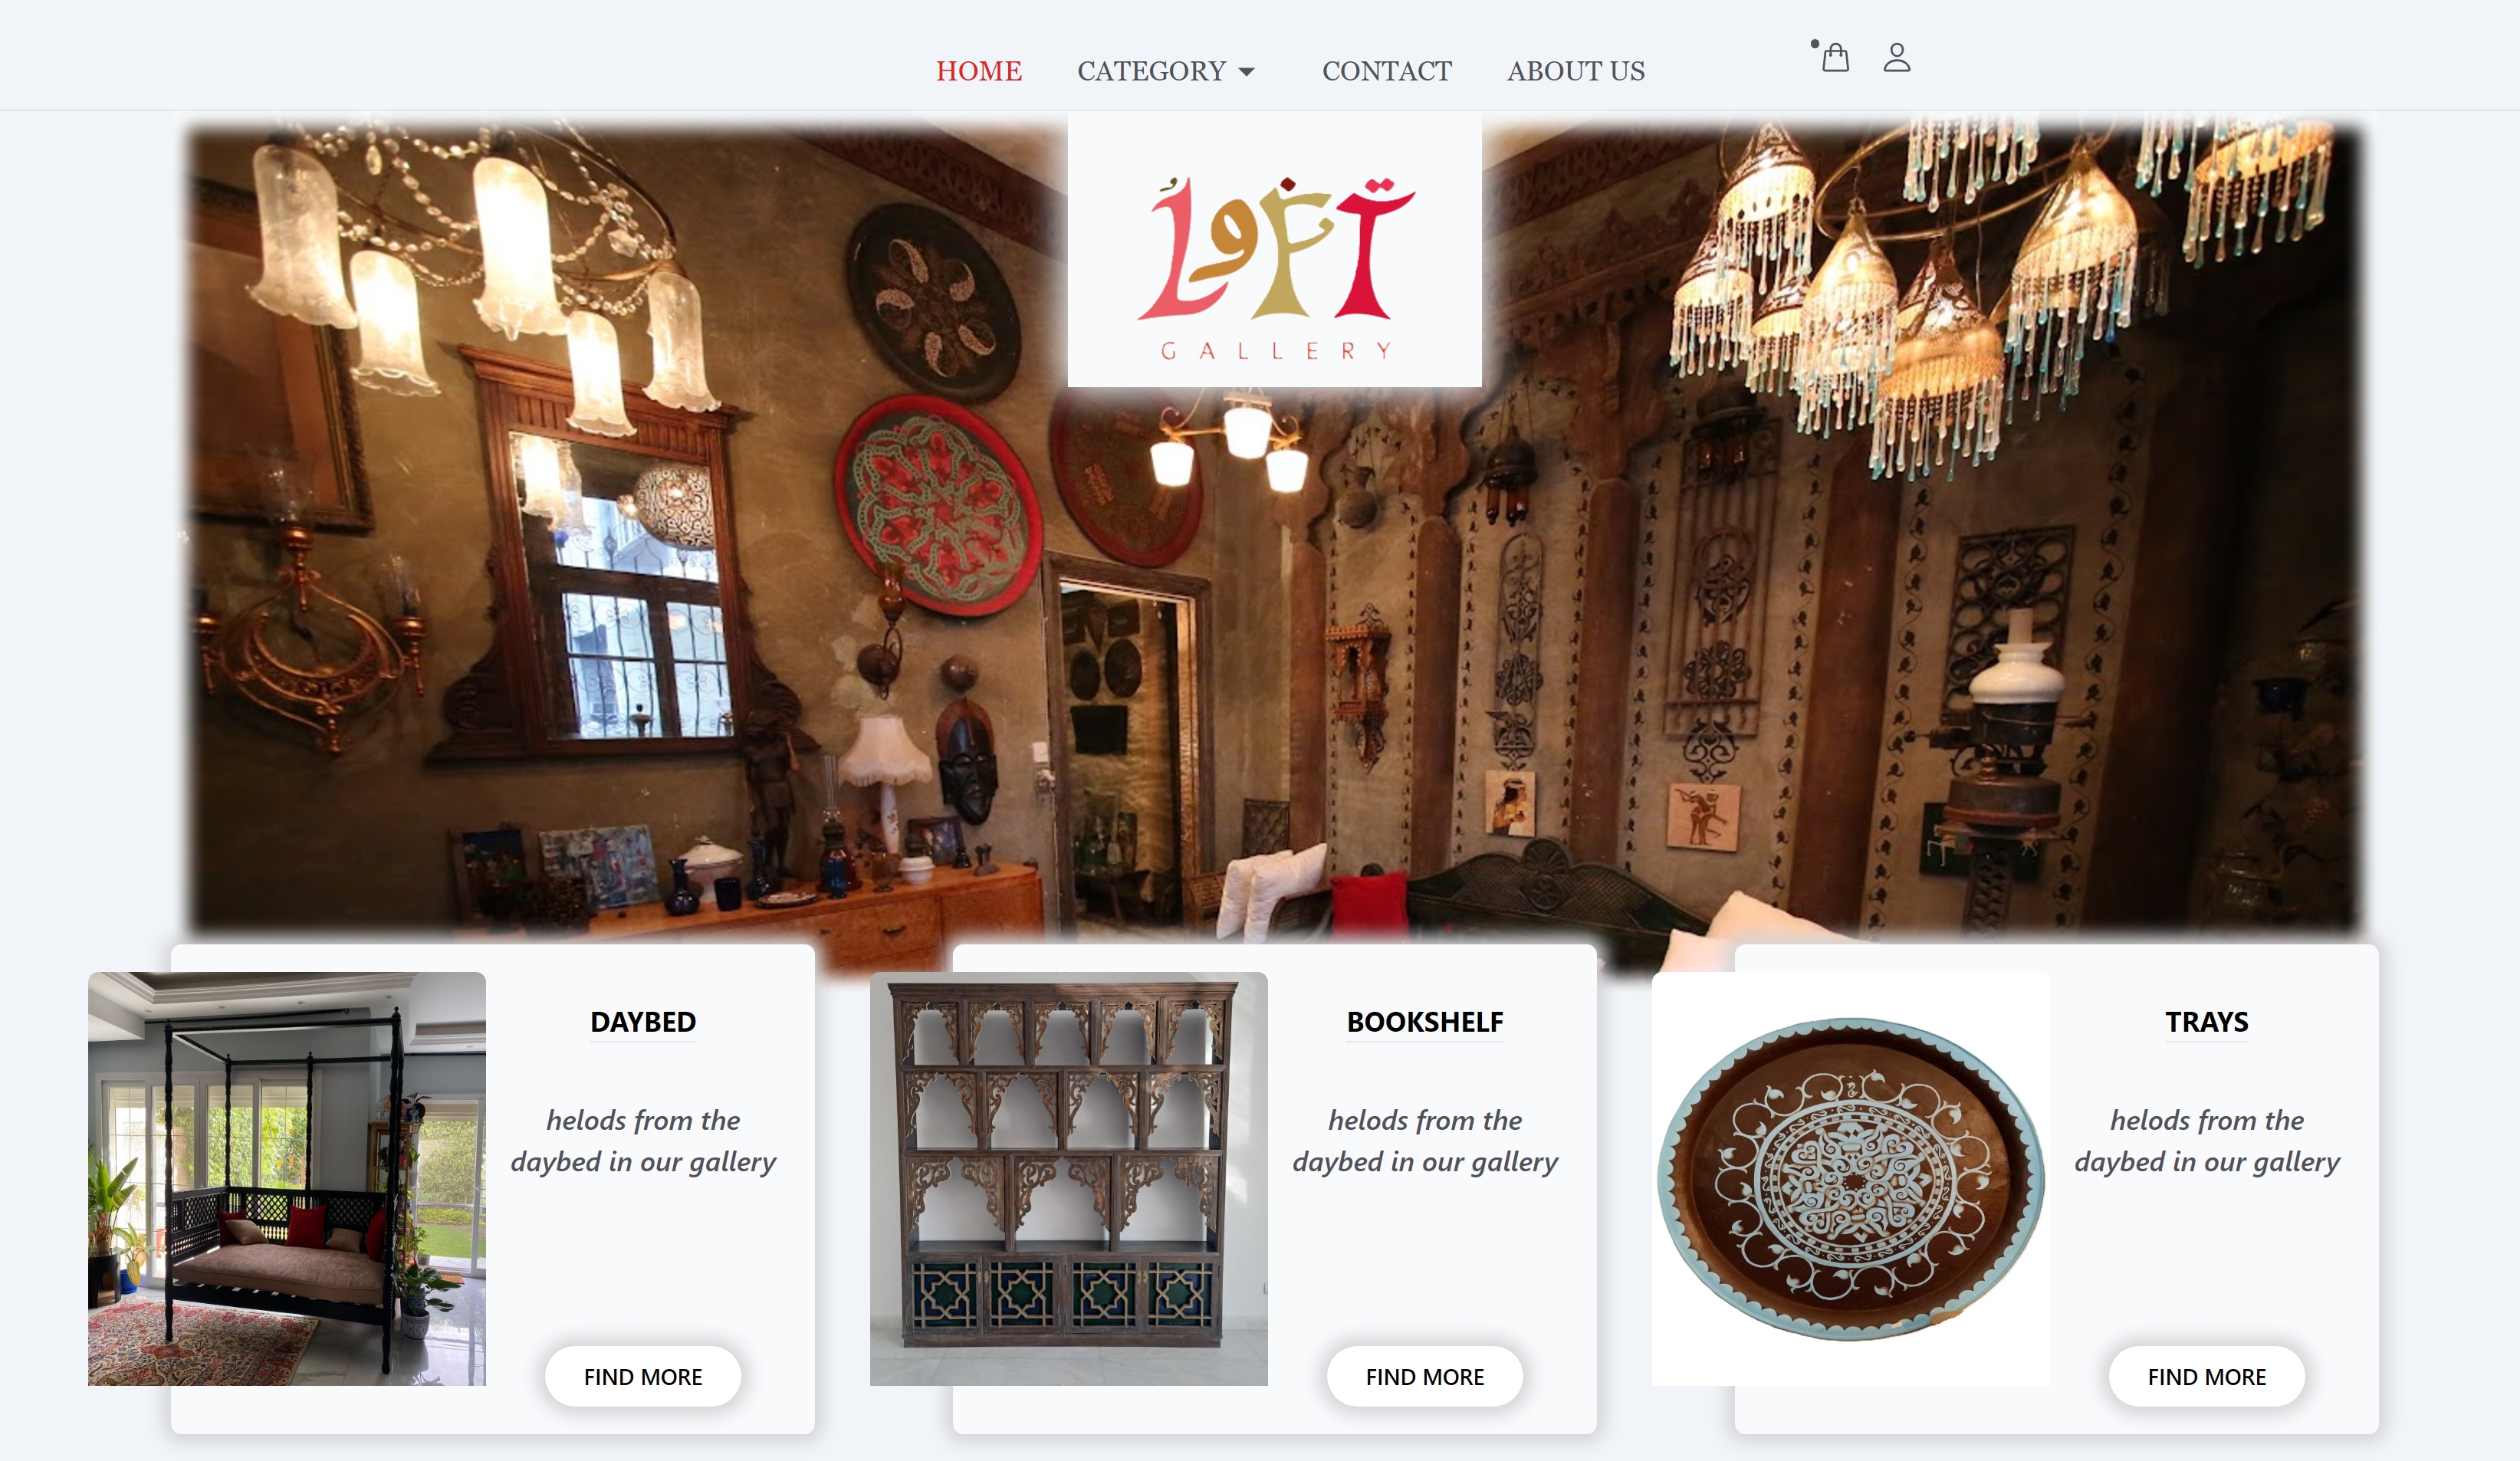 HOME CATEGORY CONTACT ABOUT US
LOFT
GALLERY
DAYBED
helods from the
daybed in our gallery
FIND MORE
BOOKSHELF
helods from the
daybed in our gallery
FIND MORE
TRAYS
helods from the
daybed in our gallery
FIND MORE